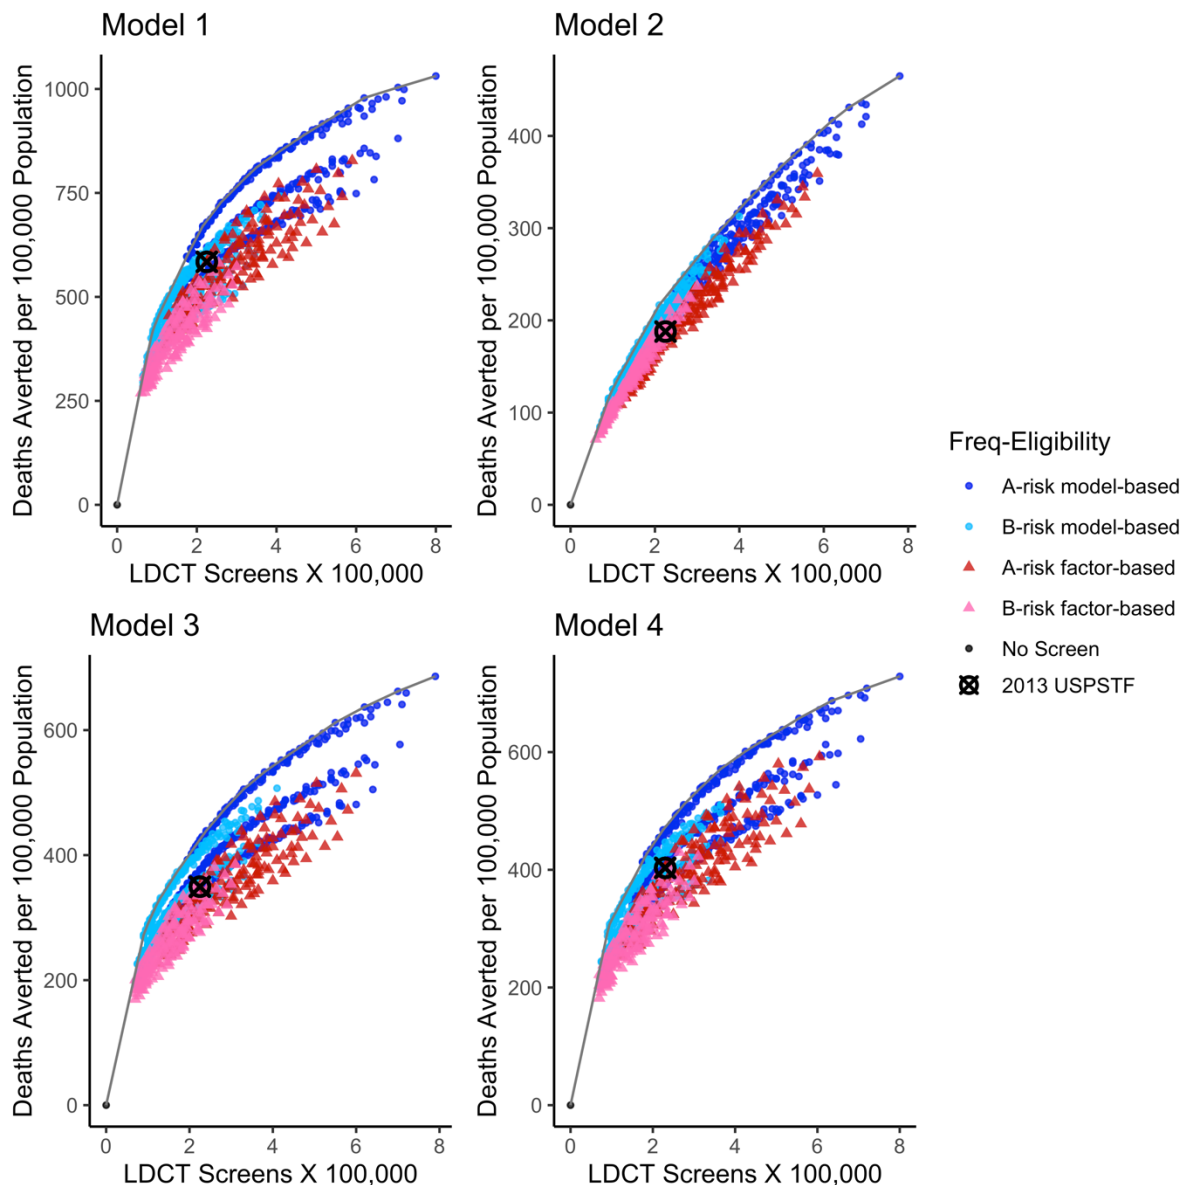 Model 1
Deaths Averted per 100,000 Population
1000
750
500
250
0
0 2 4 6 8
LDCT Screens X 100,000
Model 2
Deaths Averted per 100,000 Population
400
300
200
100
0
0 2 4 6 8
LDCT Screens X 100,000
Freq-Eligibility
A-risk model-based
B-risk model-based
A-risk factor-based
B-risk factor-based
No Screen
2013 USPSTF
Model 3
Deaths Averted per 100,000 Population
600
400
200
0
0 2 4 6 8
LDCT Screens X 100,000
Model 4
Deaths Averted per 100,000 Population
600
400
200
0
0 2 4 6 8
LDCT Screens X 100,000